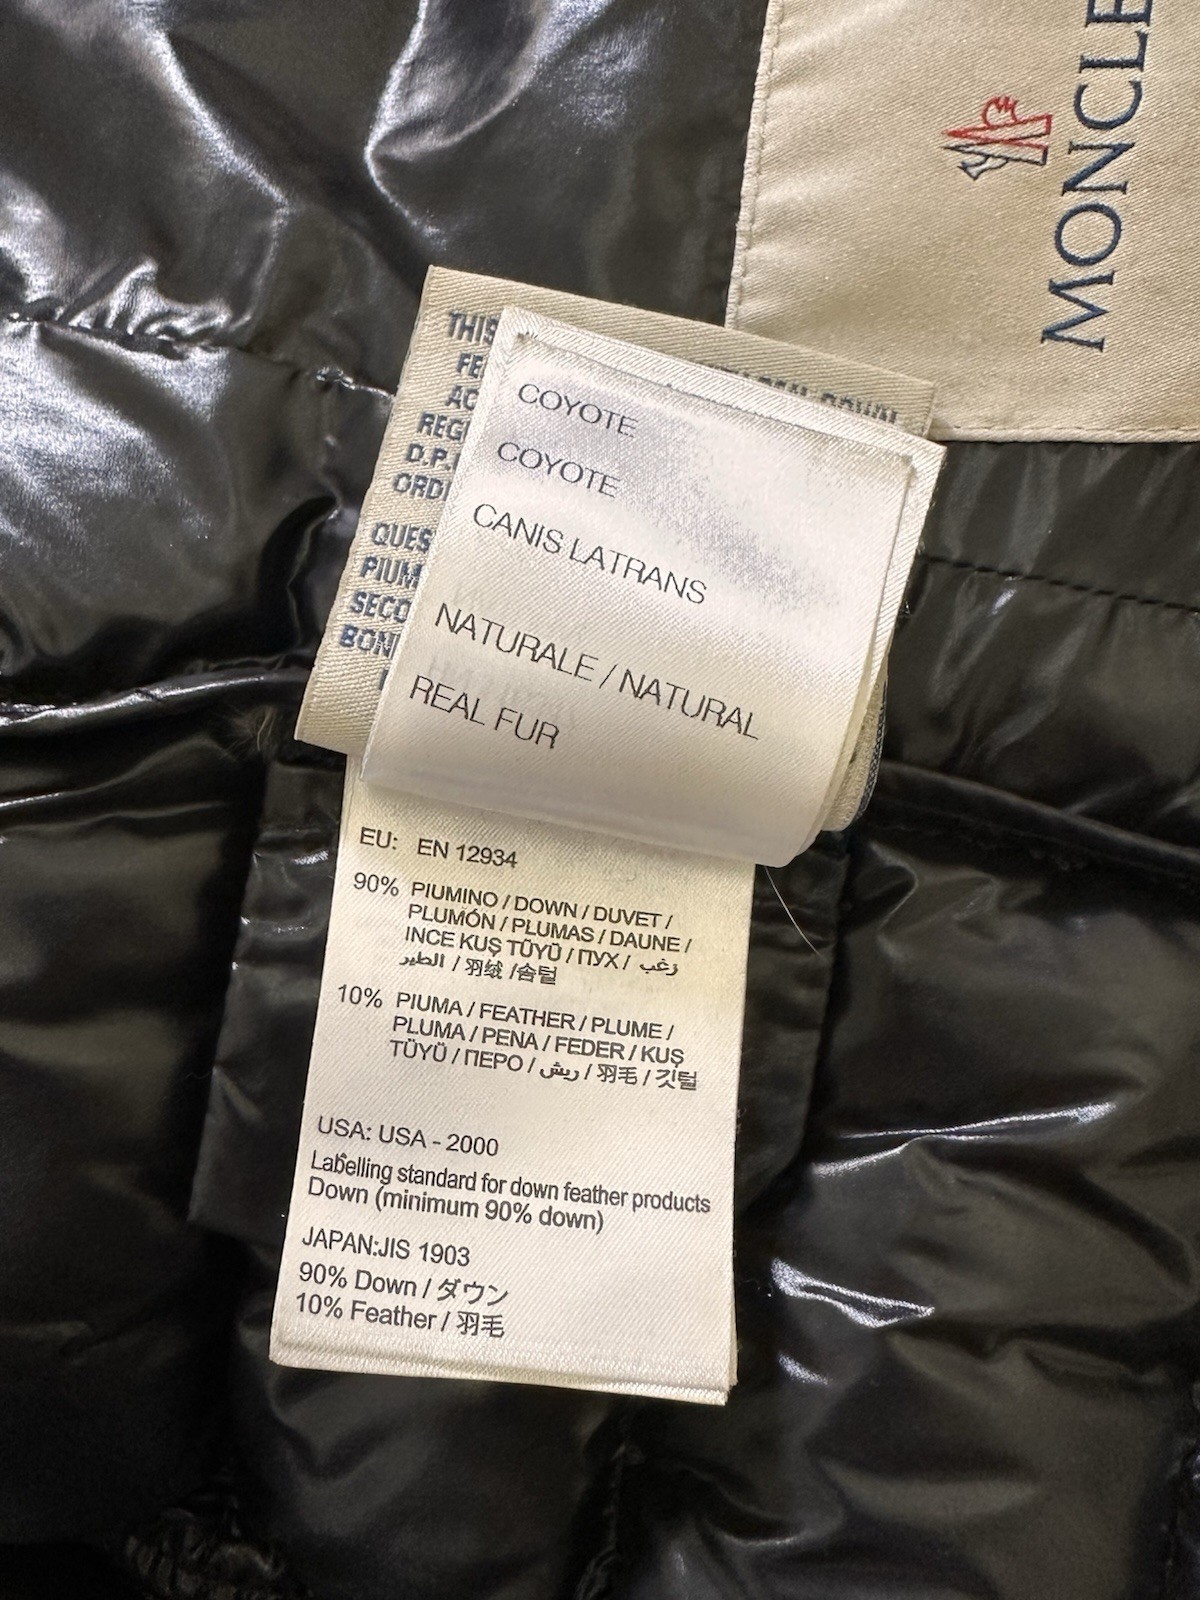 MONCLE
THIS
FE
AC
REGI
D.P.
ORD
QUES
PIUM
SECO
BON
COYOTE
COYOTE
CANIS LATRANS
NATURALE / NATURAL
REAL FUR
EU: EN 12934
90% PIUMINO / DOWN / DUVET /
PLUMÓN / PLUMAS / DAUNE /
INCE KUŞ TÜYÜ / ПУХ / زغب
الطير / 羽绒 /솜털
10% PIUMA / FEATHER / PLUME /
PLUMA / PENA / FEDER / KUŞ
TÜYÜ / ПЕРО / ريش / 羽毛 / 깃털
USA: USA - 2000
Labelling standard for down feather products
Down (minimum 90% down)
JAPAN:JIS 1903
90% Down / ダウン
10% Feather / 羽毛